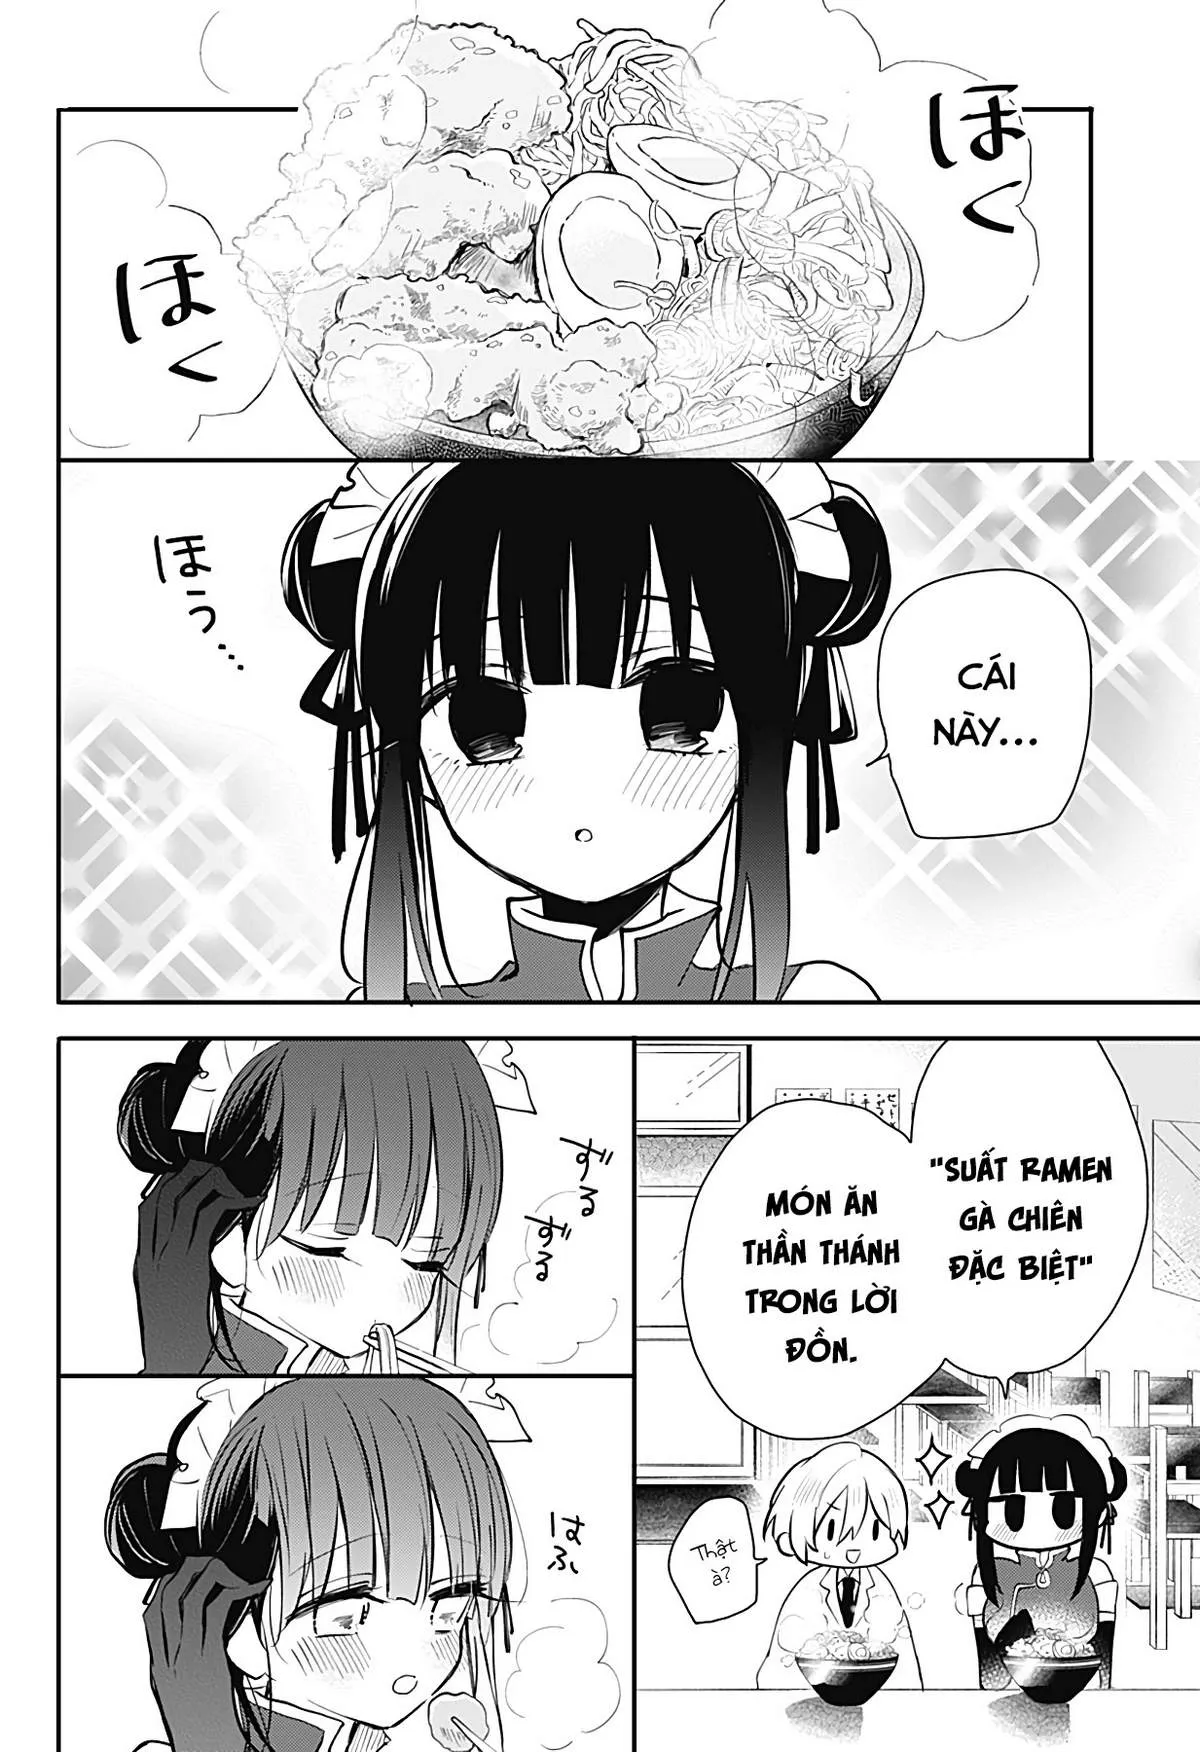 ほく
ほく
ほぅ…
CÁI
NÀY...
"SUẤT RAMEN
GÀ CHIÊN
ĐẶC BIỆT"
MÓN ĂN
THẦN THÁNH
TRONG LỜI
ĐỒN.
Thật
à?
ずる
ずる
はふ